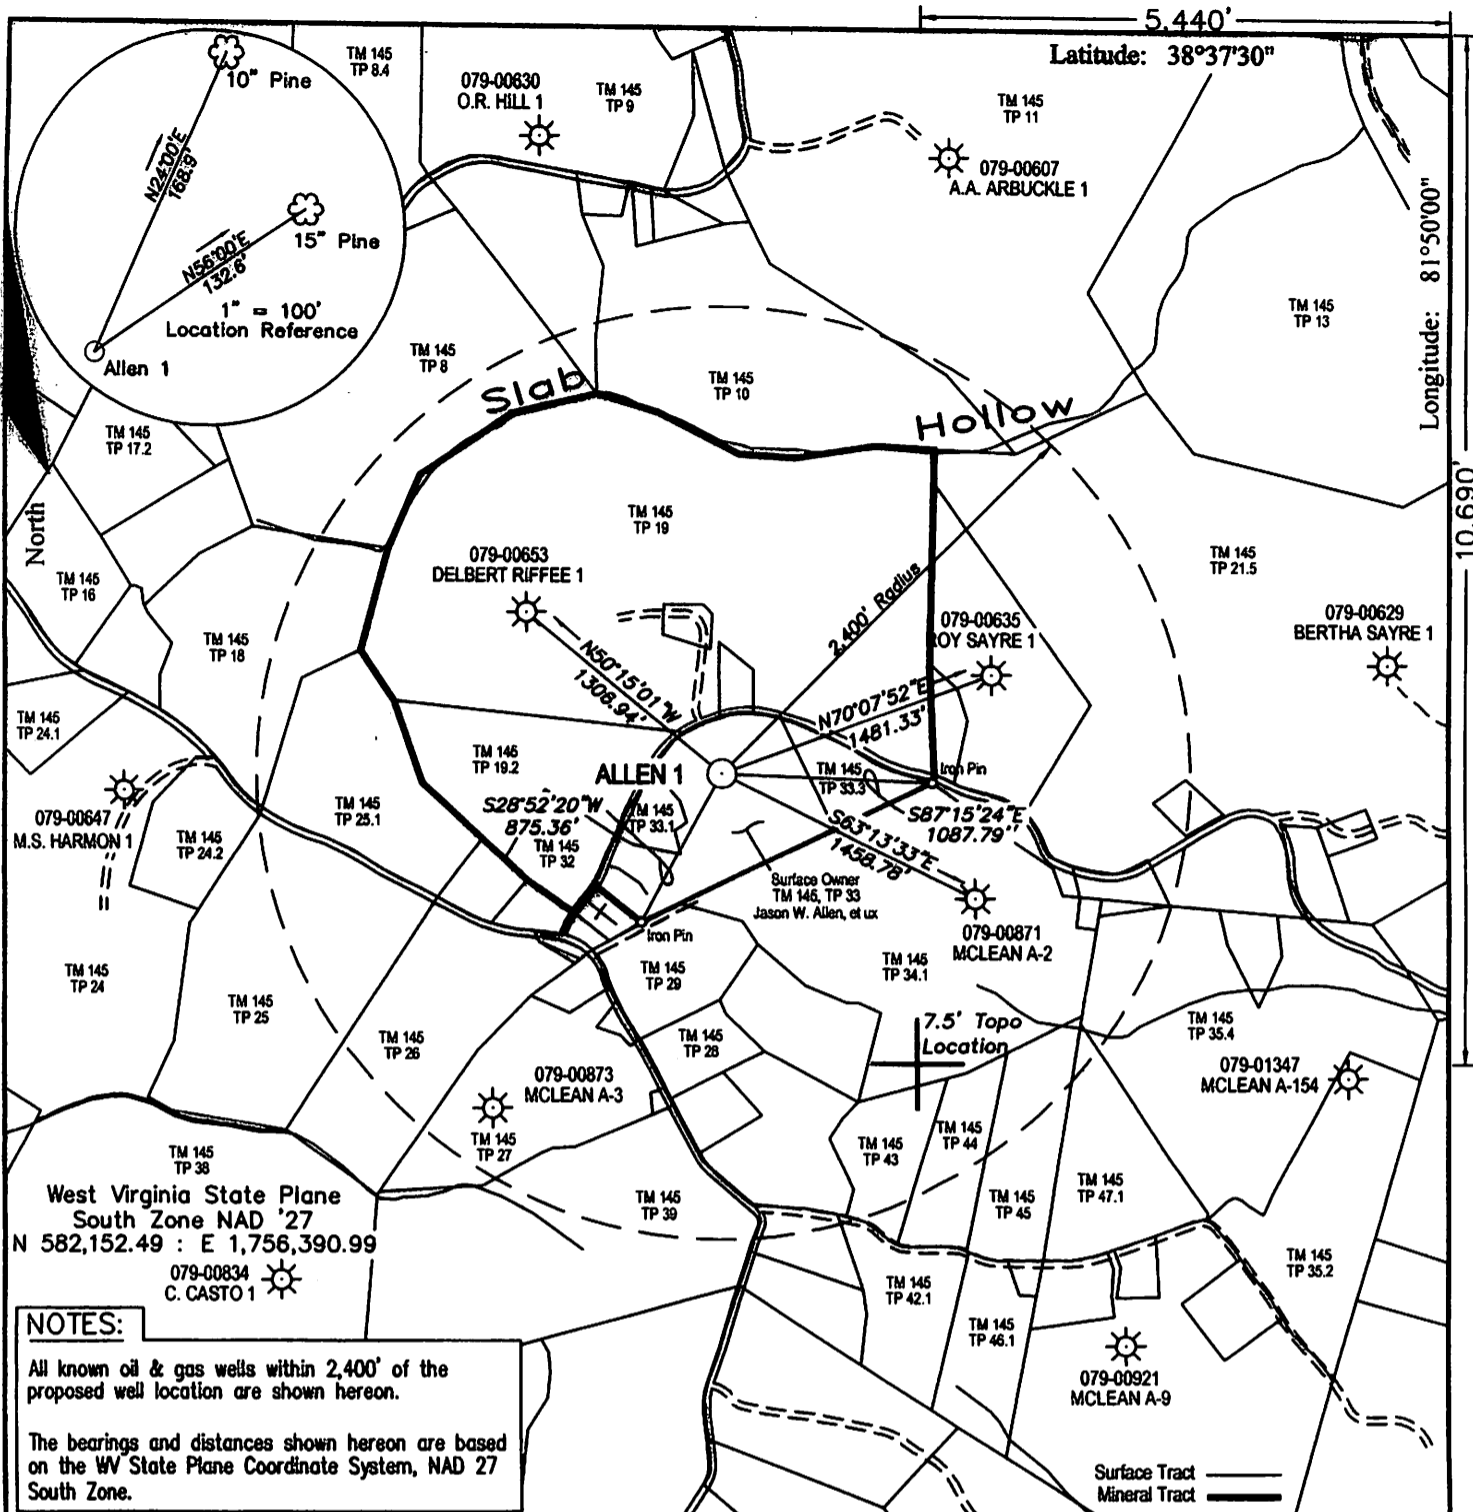 5,440'
Latitude: 38°37'30"
Longitude: 81°50'00"
10,690'
10" Pine
N24°00'E
168.9'
15" Pine
N56°00'E
132.6'
1" = 100'
Location Reference
Allen 1
North
TM 145
TP 8.4
079-00630
O.R. HILL 1
TM 145
TP 9
TM 145
TP 11
079-00607
A.A. ARBUCKLE 1
TM 145
TP 13
TM 145
TP 8
TM 145
TP 10
Slab Hollow
TM 145
TP 17.2
TM 145
TP 19
TM 145
TP 16
079-00653
DELBERT RIFFEE 1
TM 145
TP 21.5
2,400' Radius
079-00635
ROY SAYRE 1
079-00629
BERTHA SAYRE 1
TM 145
TP 18
N50°15'01"W
1306.94'
N70°07'52"E
1481.33'
TM 145
TP 24.1
TM 145
TP 19.2
ALLEN 1
TM 145
TP 33.3
Iron Pin
079-00647
M.S. HARMON 1
TM 145
TP 25.1
S28°52'20"W
875.36'
TM 145
TP 33.1
S87°15'24"E
1087.79'
TM 145
TP 24.2
TM 145
TP 32
S63°13'33"E
1458.78'
Surface Owner
TM 145, TP 33
Jason W. Allen, et ux
Iron Pin
079-00871
MCLEAN A-2
TM 145
TP 24
TM 145
TP 29
TM 145
TP 34.1
TM 145
TP 25
TM 145
TP 26
TM 145
TP 28
7.5' Topo
Location
TM 145
TP 35.4
079-00873
MCLEAN A-3
079-01347
MCLEAN A-154
TM 145
TP 27
TM 145
TP 43
TM 145
TP 44
TM 145
TP 38
TM 145
TP 39
TM 145
TP 45
TM 145
TP 47.1
West Virginia State Plane
South Zone NAD '27
N 582,152.49 : E 1,756,390.99
079-00834
C. CASTO 1
TM 145
TP 42.1
TM 145
TP 35.2
TM 145
TP 46.1
079-00921
MCLEAN A-9
NOTES:
All known oil & gas wells within 2,400' of the
proposed well location are shown hereon.
The bearings and distances shown hereon are based
on the WV State Plane Coordinate System, NAD 27
South Zone.
Surface Tract
Mineral Tract